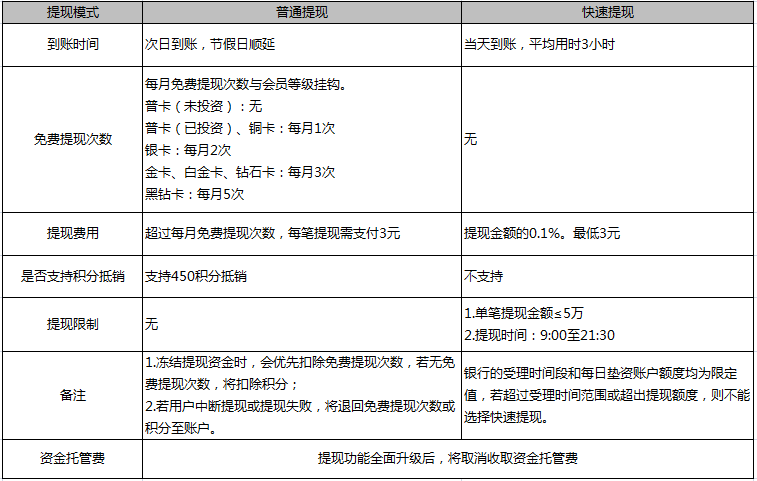 提现模式 普通提现 快速提现
到账时间 次日到账，节假日顺延 当天到账，平均用时3小时
免费提现次数
每月免费提现次数与会员等级挂钩。
普卡（未投资）：无
普卡（已投资）、铜卡：每月1次
银卡：每月2次
金卡、白金卡、钻石卡：每月3次
黑钻卡：每月5次
无
提现费用 超过每月免费提现次数，每笔提现需支付3元 提现金额的0.1%。最低3元
是否支持积分抵销 支持450积分抵销 不支持
提现限制 无
1.单笔提现金额≤5万
2.提现时间：9:00至21:30
备注
1.冻结提现资金时，会优先扣除免费提现次数，若无免
费提现次数，将扣除积分；
2.若用户中断提现或提现失败，将退回免费提现次数或
积分至账户。
银行的受理时间段和每日垫资账户额度均为限定
值，若超过受理时间范围或超出提现额度，则不能
选择快速提现。
资金托管费 提现功能全面升级后，将取消收取资金托管费